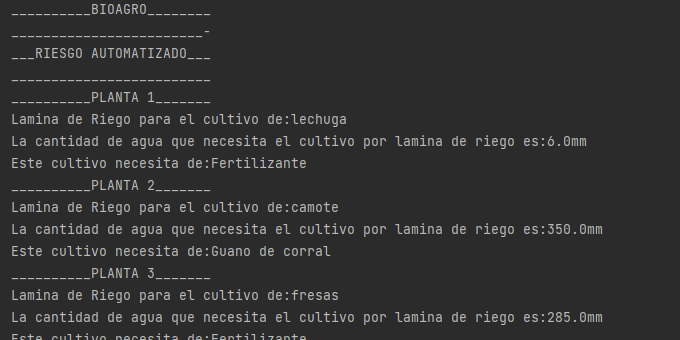 __________BIOAGRO________
________________________-
___RIESGO AUTOMATIZADO___
_________________________
__________PLANTA 1_______
Lamina de Riego para el cultivo de:lechuga
La cantidad de agua que necesita el cultivo por lamina de riego es:6.0mm
Este cultivo necesita de:Fertilizante
__________PLANTA 2_______
Lamina de Riego para el cultivo de:camote
La cantidad de agua que necesita el cultivo por lamina de riego es:350.0mm
Este cultivo necesita de:Guano de corral
__________PLANTA 3_______
Lamina de Riego para el cultivo de:fresas
La cantidad de agua que necesita el cultivo por lamina de riego es:285.0mm
Este cultivo necesita de:Fertilizante